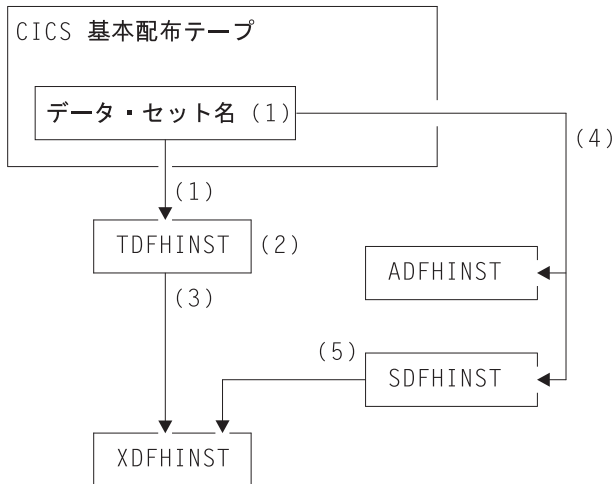 CICS 基本配布テープ
データ・セット名 (1)
(4)
(1)
TDFHINST (2)
ADFHINST
(3)
(5)
SDFHINST
XDFHINST